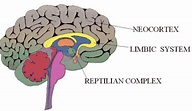 NEOCORTEX
LIMBIC SYSTEM
REPTILIAN COMPLEX